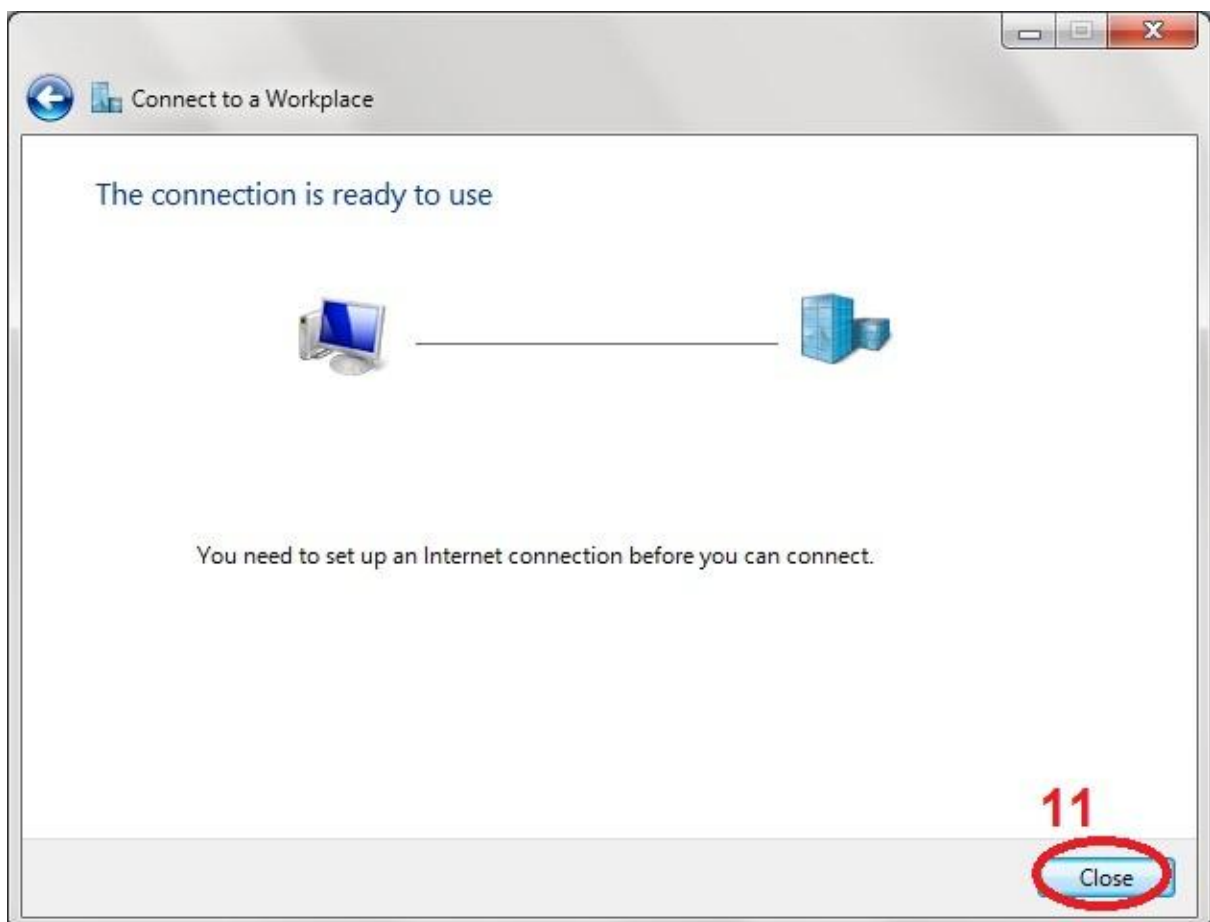 Connect to a Workplace
The connection is ready to use
You need to set up an Internet connection before you can connect.
11
Close